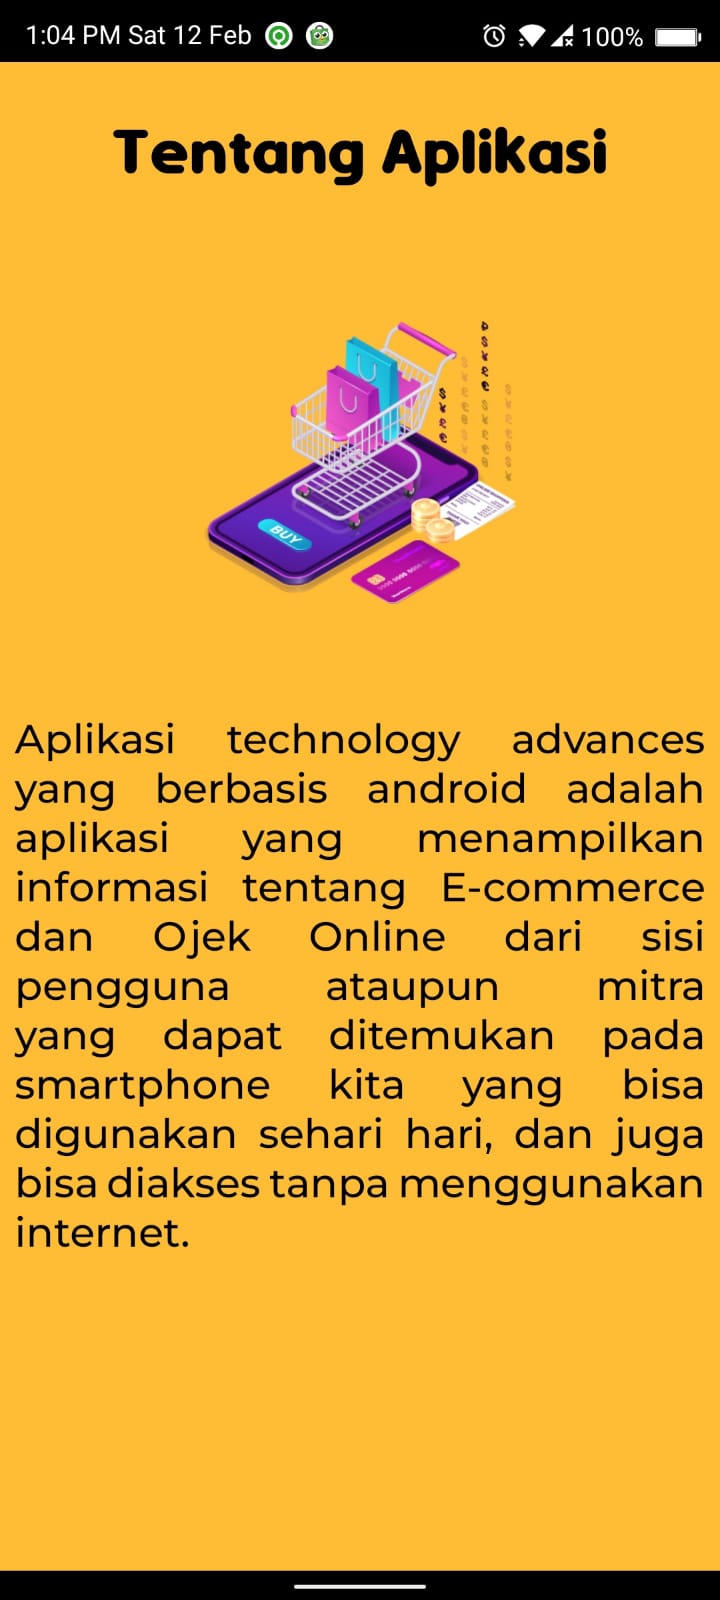 1:04 PM Sat 12 Feb 100%
Tentang Aplikasi
BUY
Aplikasi technology advances
yang berbasis android adalah
aplikasi yang menampilkan
informasi tentang E-commerce
dan Ojek Online dari sisi
pengguna ataupun mitra
yang dapat ditemukan pada
smartphone kita yang bisa
digunakan sehari hari, dan juga
bisa diakses tanpa menggunakan
internet.